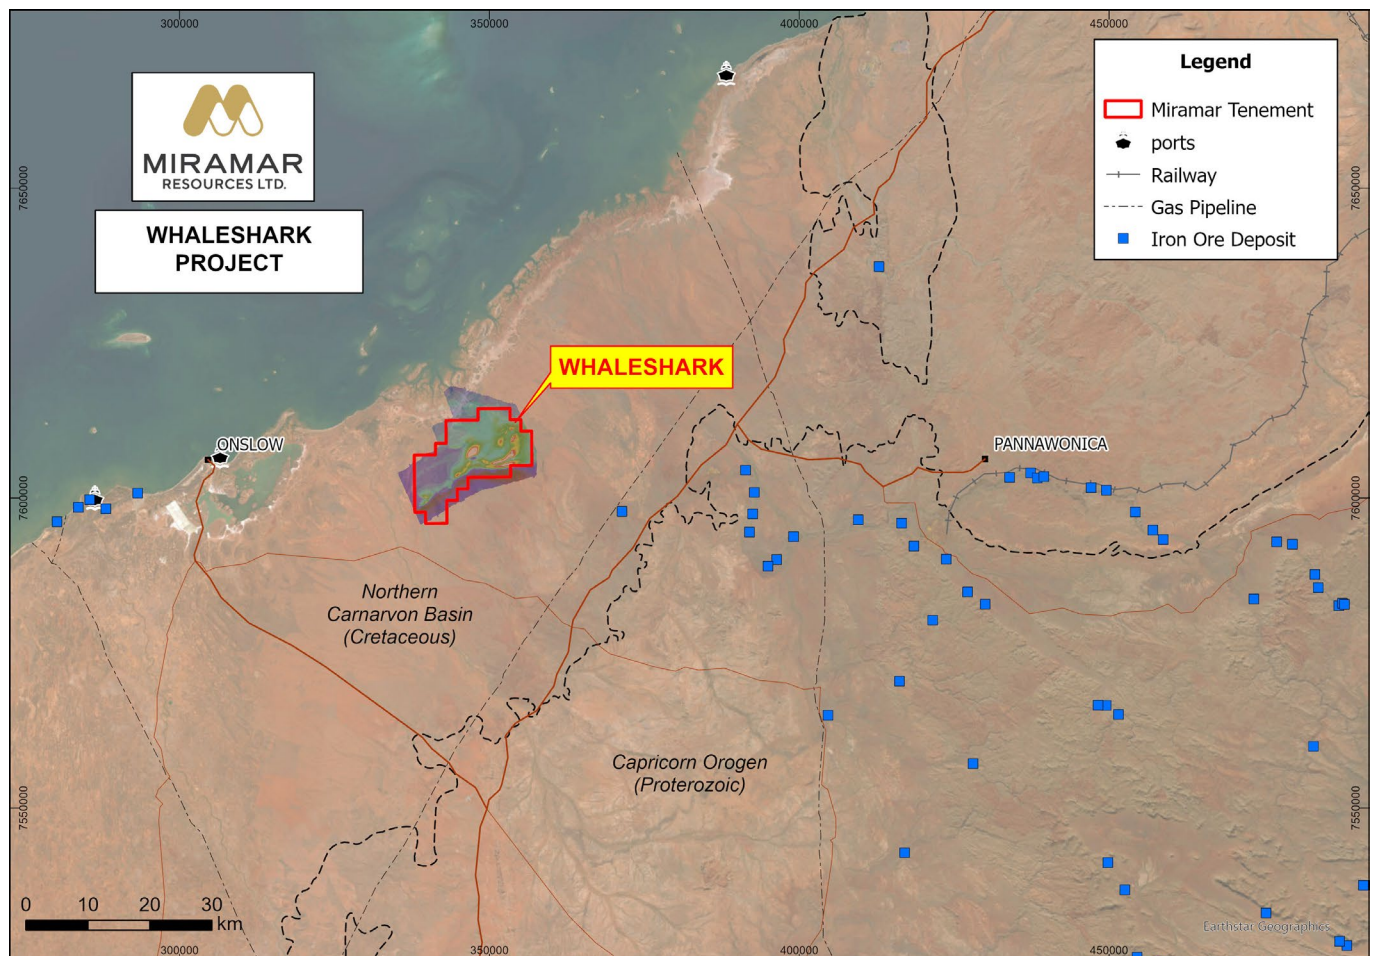 300000
350000
400000
450000
MIRAMAR
RESOURCES LTD.
WHALESHARK
PROJECT
Legend
Miramar Tenement
ports
Railway
Gas Pipeline
Iron Ore Deposit
7650000
7650000
WHALESHARK
ONSLOW
PANNAWONICA
7600000
7600000
Northern
Carnarvon Basin
(Cretaceous)
Capricorn Orogen
(Proterozoic)
7550000
7550000
0 10 20 30
km
Earthstar Geographics
300000
350000
400000
450000